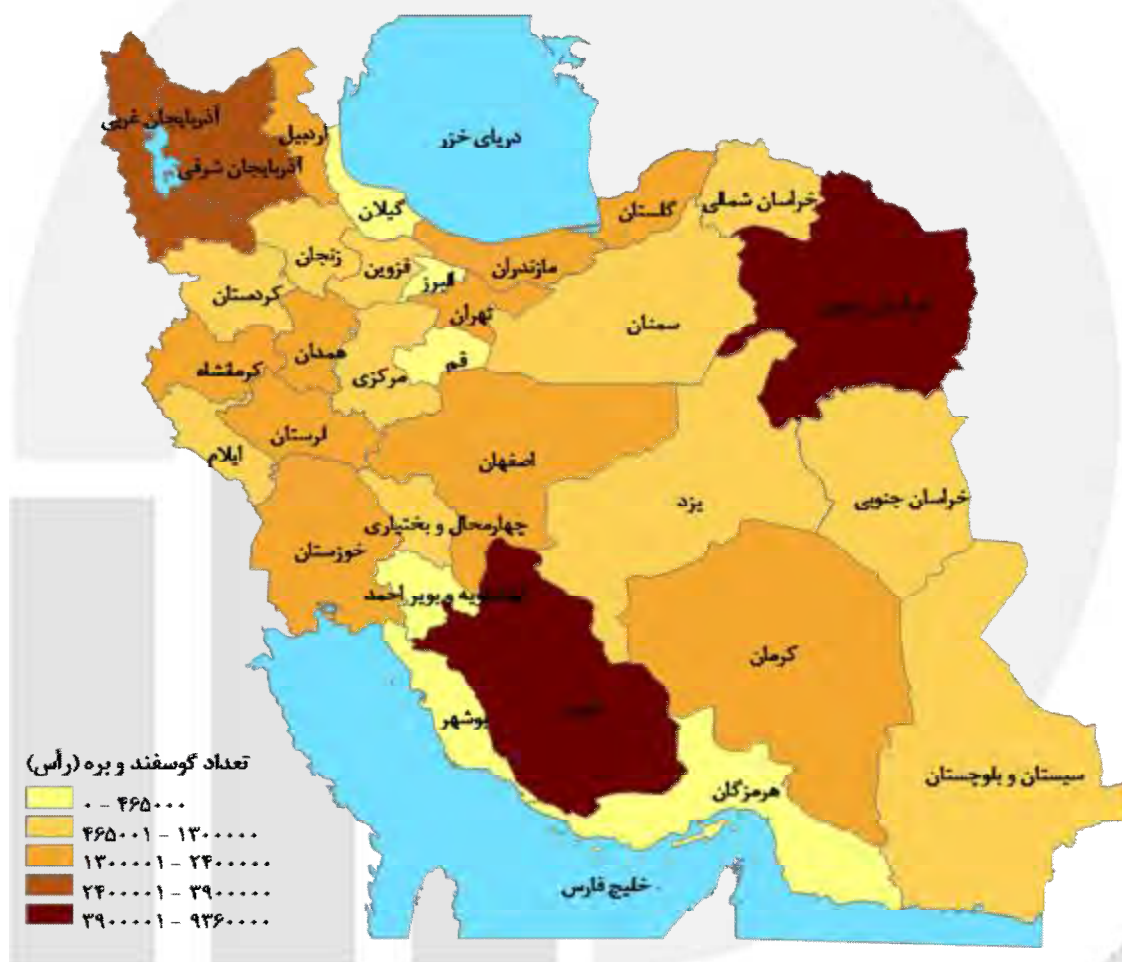 آذربایجان غربی
اردبیل
دریای خزر
آذربایجان شرقی
گیلان
گلستان
خراسان شمالی
زنجان
قزوین
البرز
مازندران
کردستان
تهران
سمنان
همدان
قم
کرمانشاه
مرکزی
لرستان
ایلام
اصفهان
یزد
خراسان جنوبی
چهارمحال و بختیاری
خوزستان
و بویر احمد
کرمان
بوشهر
سیستان و بلوچستان
هرمزگان
خلیج فارس
تعداد گوسفند و بره (رأس)
۰ - ۴۶۵۰۰۰
۴۶۵۰۰۱ - ۱۳۰۰۰۰۰
۱۳۰۰۰۰۱ - ۲۴۰۰۰۰۰
۲۴۰۰۰۰۱ - ۳۹۰۰۰۰۰
۳۹۰۰۰۰۱ - ۹۳۶۰۰۰۰